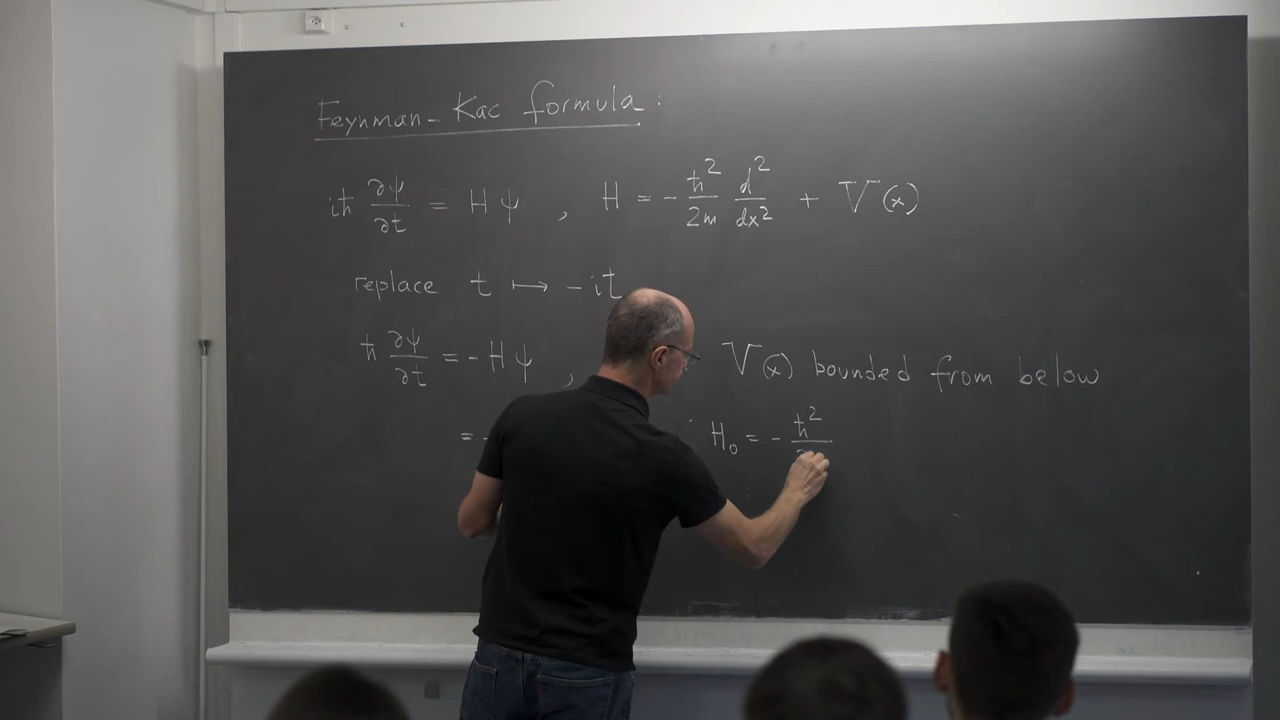 Feynman-Kac formula:
iℏ ∂ψ/∂t = Hψ , H = -ℏ²/2m d²/dx² + V(x)
replace t ⟼ -it
ℏ ∂ψ/∂t = -Hψ , V(x) bounded from below
= - H₀ = - ℏ²